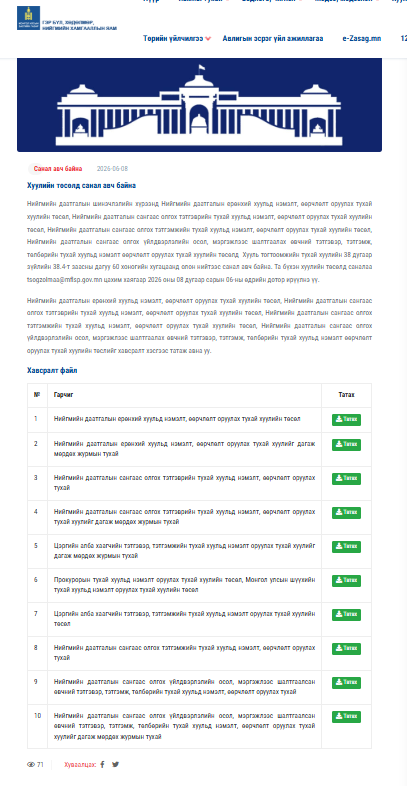 ГЭР БҮЛ, ХӨДӨЛМӨР,
НИЙГМИЙН ХАМГААЛЛЫН ЯАМ
Төрийн үйлчилгээ Авлигын эсрэг үйл ажиллагаа e-Zasag.mn 12
Санал авч байна 2026-06-08
Хуулийн төсөлд санал авч байна
Нийгмийн даатгалын шинэчлэлийн хүрээнд Нийгмийн даатгалын ерөнхий хуульд нэмэлт, өөрчлөлт оруулах тухай
хуулийн төсөл, Нийгмийн даатгалын сангаас олгох тэтгэврийн тухай хуульд нэмэлт, өөрчлөлт оруулах тухай хуулийн
төсөл, Нийгмийн даатгалын сангаас олгох тэтгэмжийн тухай хуульд нэмэлт, өөрчлөлт оруулах тухай хуулийн төсөл,
Нийгмийн даатгалын сангаас олгох үйлдвэрлэлийн осол, мэргэжлээс шалтгаалах өвчний тэтгэвэр, тэтгэмж,
төлбөрийн тухай хуульд нэмэлт өөрчлөлт оруулах тухай хуулийн төсөлд Хууль тогтоомжийн тухай хуулийн 38 дугаар
зүйлийн 38.4-т заасны дагуу 60 хоногийн хугацаанд олон нийтээс санал авч байна. Та бүхэн хуулийн төсөлд саналаа
tsogzolmaa@mflsp.gov.mn цахим хаягаар 2026 оны 08 дугаар сарын 06-ны өдрийн дотор ирүүлнэ үү.
Нийгмийн даатгалын ерөнхий хуульд нэмэлт, өөрчлөлт оруулах тухай хуулийн төсөл, Нийгмийн даатгалын сангаас
олгох тэтгэврийн тухай хуульд нэмэлт, өөрчлөлт оруулах тухай хуулийн төсөл, Нийгмийн даатгалын сангаас олгох
тэтгэмжийн тухай хуульд нэмэлт, өөрчлөлт оруулах тухай хуулийн төсөл, Нийгмийн даатгалын сангаас олгох
үйлдвэрлэлийн осол, мэргэжлээс шалтгаалах өвчний тэтгэвэр, тэтгэмж, төлбөрийн тухай хуульд нэмэлт өөрчлөлт
оруулах тухай хуулийн төслийг хавсралт хэсгээс татаж авна уу.
Хавсралт файл
№ Гарчиг Татах
1 Нийгмийн даатгалын ерөнхий хуульд нэмэлт, өөрчлөлт оруулах тухай хуулийн төсөл Татах
2 Нийгмийн даатгалын ерөнхий хуульд нэмэлт, өөрчлөлт оруулах тухай хуулийг дагаж Татах
мөрдөх журмын тухай
3 Нийгмийн даатгалын сангаас олгох тэтгэврийн тухай хуульд нэмэлт, өөрчлөлт оруулах Татах
тухай
4 Нийгмийн даатгалын сангаас олгох тэтгэврийн тухай хуульд нэмэлт, өөрчлөлт оруулах Татах
тухай хуулийг дагаж мөрдөх журмын тухай
5 Цэргийн алба хаагчийн тэтгэвэр, тэтгэмжийн тухай хуульд нэмэлт оруулах тухай хуулийг Татах
дагаж мөрдөх журмын тухай
6 Прокурорын тухай хуульд нэмэлт оруулах тухай хуулийн төсөл, Монгол улсын шүүхийн Татах
тухай хуульд нэмэлт оруулах тухай хуулийн төсөл
7 Цэргийн алба хаагчийн тэтгэвэр, тэтгэмжийн тухай хуульд нэмэлт оруулах тухай хуулийн Татах
төсөл
8 Нийгмийн даатгалын сангаас олгох тэтгэмжийн тухай хуульд нэмэлт, өөрчлөлт оруулах Татах
тухай
9 Нийгмийн даатгалын сангаас олгох үйлдвэрлэлийн осол, мэргэжлээс шалтгаалсан Татах
өвчний тэтгэвэр, тэтгэмж, төлбөрийн тухай хуульд нэмэлт, өөрчлөлт оруулах тухай
10 Нийгмийн даатгалын сангаас олгох үйлдвэрлэлийн осол, мэргэжлээс шалтгаалсан Татах
өвчний тэтгэвэр, тэтгэмж, төлбөрийн тухай хуульд нэмэлт, өөрчлөлт оруулах тухай
хуулийг дагаж мөрдөх журмын тухай
71 Хуваалцах: